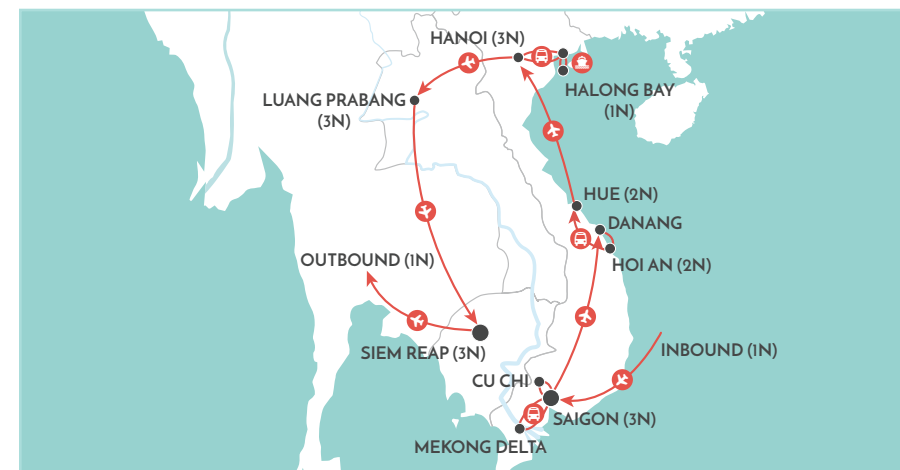 HANOI (3N)
HALONG BAY
(1N)
LUANG PRABANG
(3N)
HUE (2N)
DANANG
HOI AN (2N)
OUTBOUND (1N)
SIEM REAP (3N)
INBOUND (1N)
CU CHI
SAIGON (3N)
MEKONG DELTA